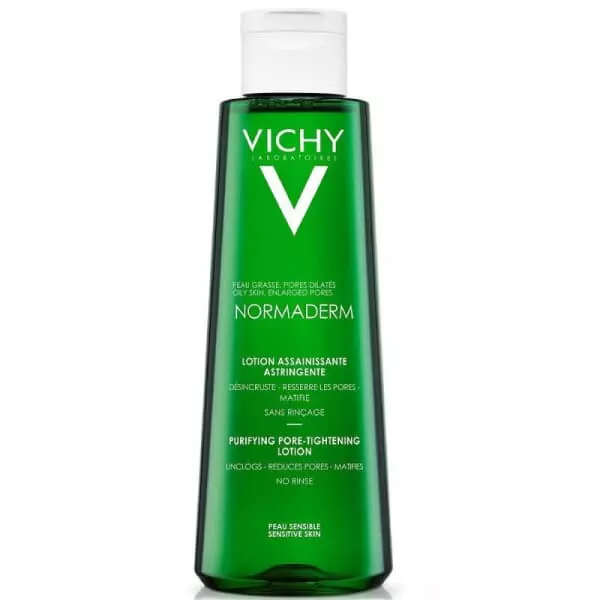 VICHY
LABORATOIRES
V
PEAU GRASSE, PORES DILATÉS
OILY SKIN, ENLARGED PORES
NORMADERM
LOTION ASSAINISSANTE
ASTRINGENTE
DÉSINCRUSTE - RESSERRE LES PORES -
MATIFIE
SANS RINÇAGE
PURIFYING PORE-TIGHTENING
LOTION
UNCLOGS - REDUCES PORES - MATIFIES
NO RINSE
PEAU SENSIBLE
SENSITIVE SKIN